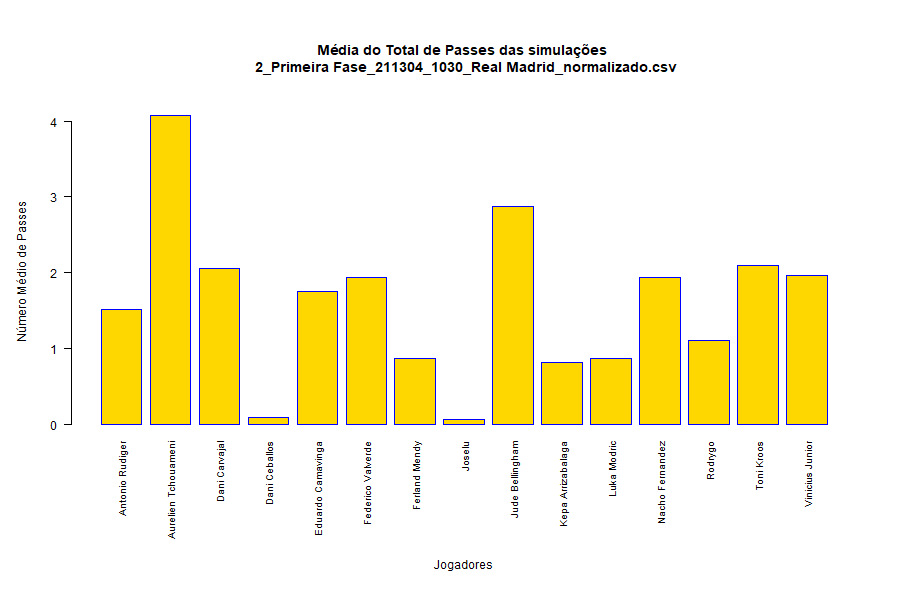 Média do Total de Passes das simulações
2_Primeira Fase_211304_1030_Real Madrid_normalizado.csv
Número Médio de Passes
4
3
2
1
0
Antonio Rudiger
Aurelien Tchouameni
Dani Carvajal
Dani Ceballos
Eduardo Camavinga
Federico Valverde
Ferland Mendy
Joselu
Jude Bellingham
Kepa Arrizabalaga
Luka Modric
Nacho Fernandez
Rodrygo
Toni Kroos
Vinicius Junior
Jogadores